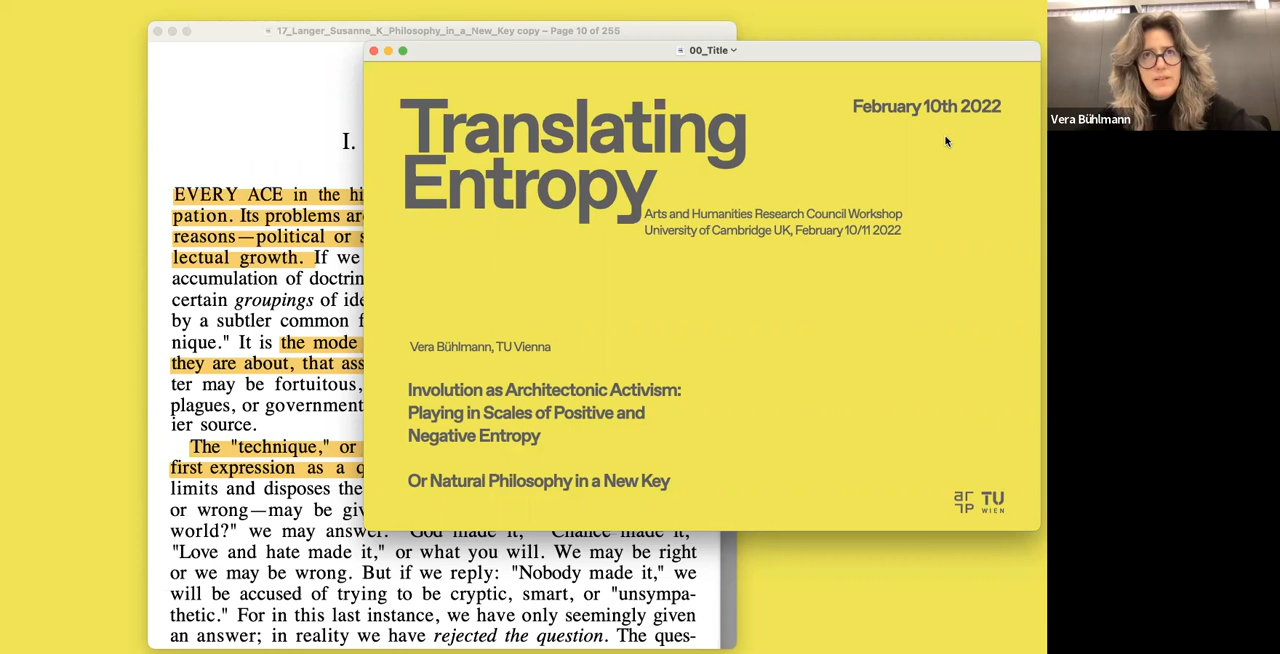 17_Langer_Susanne_K_Philosophy_in_a_New_Key copy – Page 10 of 255
I.
EVERY ACE in the hi
pation. Its problems are
reasons—political or s
lectual growth. If we
accumulation of doctrin
certain groupings of ide
by a subtler common f
nique." It is the mode
they are about, that ass
ter may be fortuitous,
plagues, or government
ier source.
The "technique," or
first expression as a q
limits and disposes the
or wrong—may be giv
world?" we may answer: "God made it," "Chance made it,"
"Love and hate made it," or what you will. We may be right
or we may be wrong. But if we reply: "Nobody made it," we
will be accused of trying to be cryptic, smart, or "unsympa-
thetic." For in this last instance, we have only seemingly given
an answer; in reality we have rejected the question. The ques-
00_Title
Translating
Entropy
February 10th 2022
Arts and Humanities Research Council Workshop
University of Cambridge UK, February 10/11 2022
Vera Bühlmann, TU Vienna
Involution as Architectonic Activism:
Playing in Scales of Positive and
Negative Entropy
Or Natural Philosophy in a New Key
TU
WIEN
Vera Bühlmann